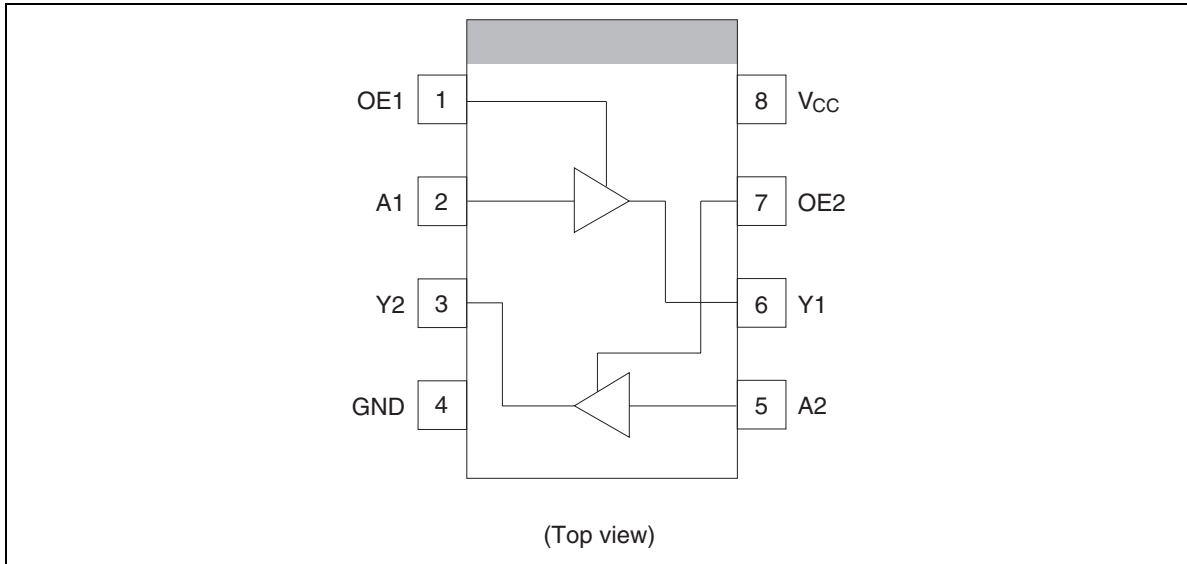 OE1 1 8 VCC
A1 2 7 OE2
Y2 3 6 Y1
GND 4 5 A2
(Top view)